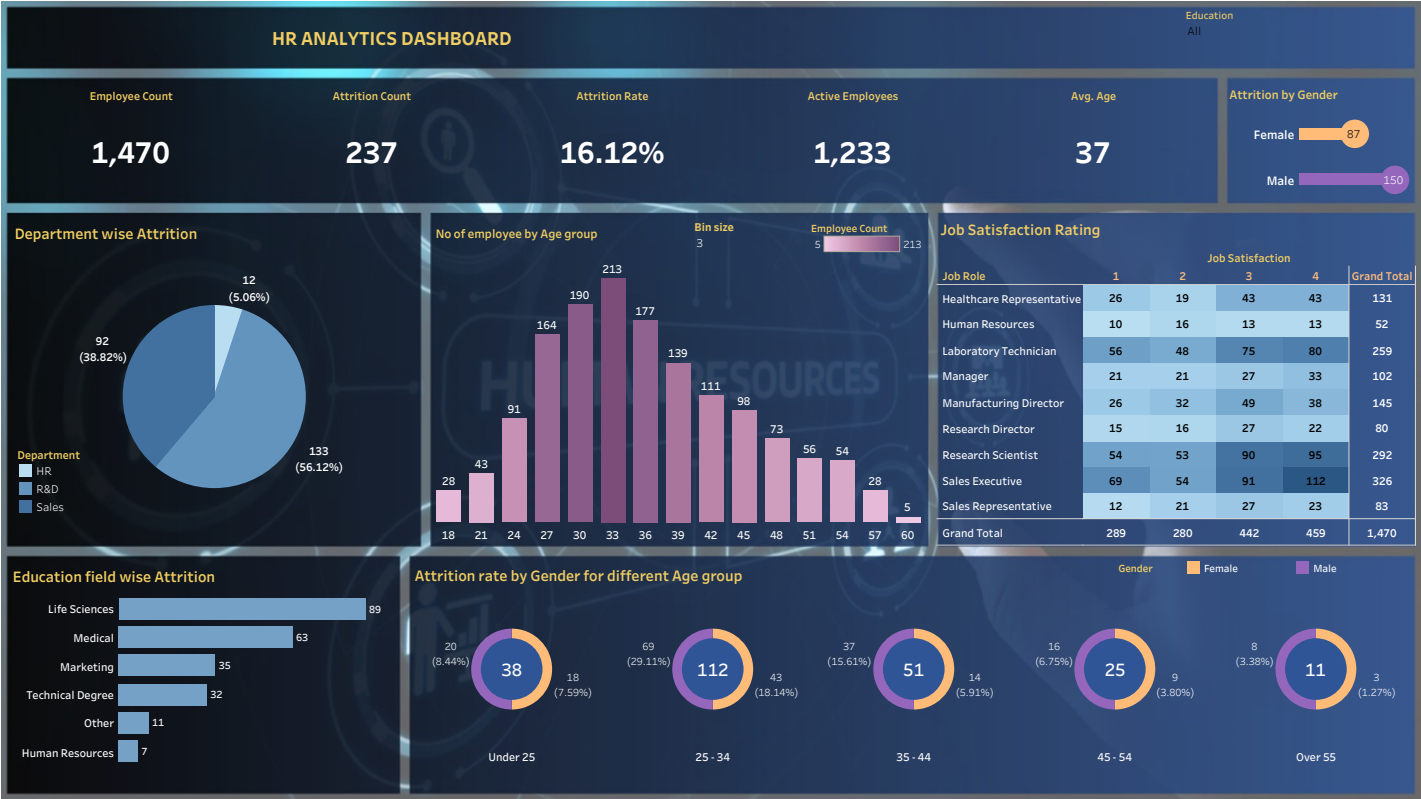 HR ANALYTICS DASHBOARD
Education
All
Employee Count
1,470
Attrition Count
237
Attrition Rate
16.12%
Active Employees
1,233
Avg. Age
37
Attrition by Gender
Female 87
Male 150
Department wise Attrition
12
(5.06%)
92
(38.82%)
133
(56.12%)
Department
HR
R&D
Sales
No of employee by Age group
Bin size
3
Employee Count
5 213
28 43 91 164 190 213 177 139 111 98 73 56 54 28 5
18 21 24 27 30 33 36 39 42 45 48 51 54 57 60
HUMAN RESOURCES
Job Satisfaction Rating
Job Satisfaction
Job Role 1 2 3 4 Grand Total
Healthcare Representative 26 19 43 43 131
Human Resources 10 16 13 13 52
Laboratory Technician 56 48 75 80 259
Manager 21 21 27 33 102
Manufacturing Director 26 32 49 38 145
Research Director 15 16 27 22 80
Research Scientist 54 53 90 95 292
Sales Executive 69 54 91 112 326
Sales Representative 12 21 27 23 83
Grand Total 289 280 442 459 1,470
Education field wise Attrition
Life Sciences 89
Medical 63
Marketing 35
Technical Degree 32
Other 11
Human Resources 7
Attrition rate by Gender for different Age group
Gender Female Male
20
(8.44%)
38
18
(7.59%)
Under 25
69
(29.11%)
112
43
(18.14%)
25 - 34
37
(15.61%)
51
14
(5.91%)
35 - 44
16
(6.75%)
25
9
(3.80%)
45 - 54
8
(3.38%)
11
3
(1.27%)
Over 55